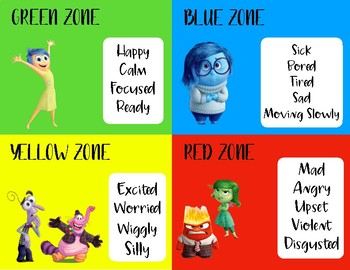 GREEN ZONE
Happy
Calm
Focused
Ready
BLUE ZONE
Sick
Bored
Tired
Sad
Moving Slowly
YELLOW ZONE
Excited
Worried
Wiggly
Silly
RED ZONE
Mad
Angry
Upset
Violent
Disgusted